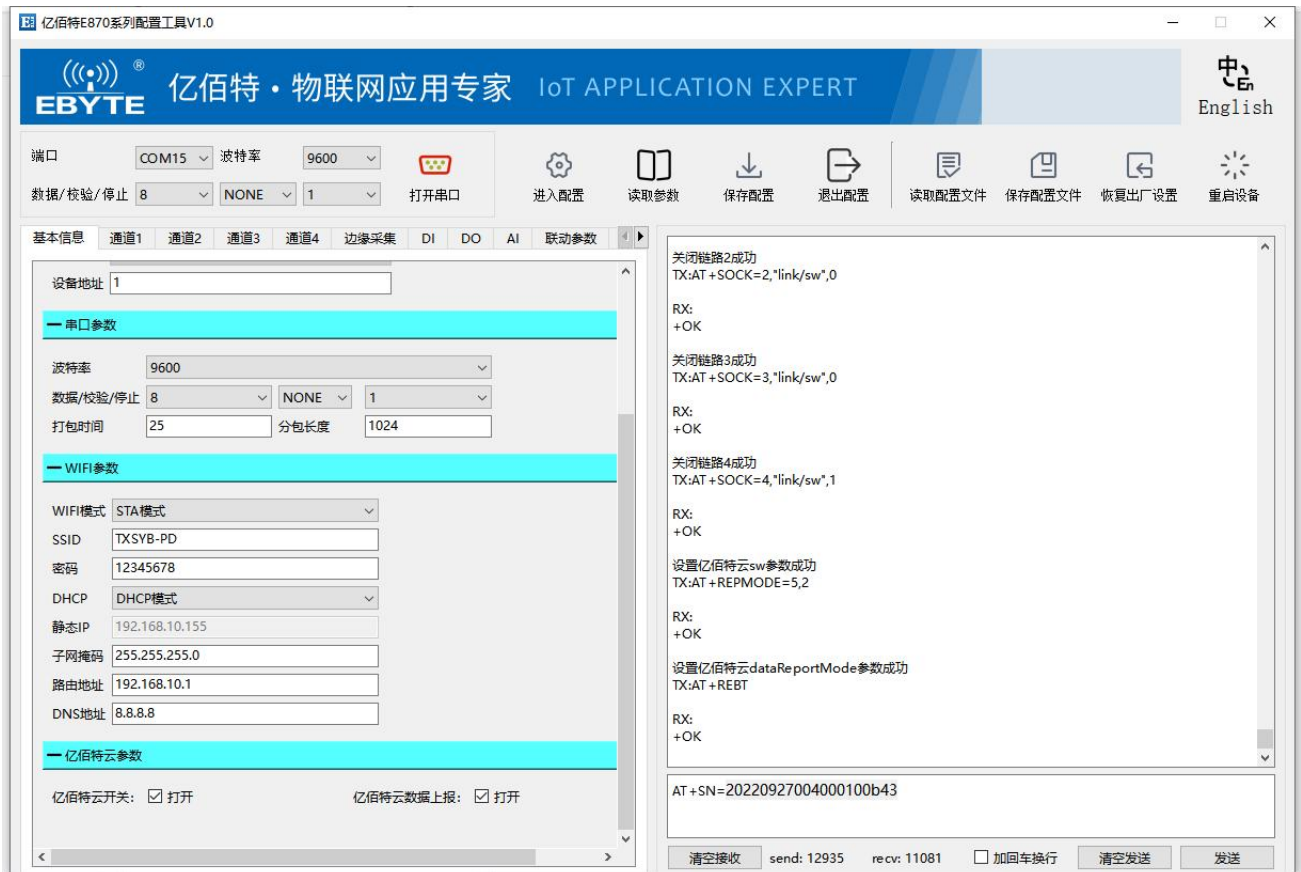 亿佰特E870系列配置工具V1.0
EBYTE ® 亿佰特·物联网应用专家 IoT APPLICATION EXPERT
中 En
English
端口 COM15 波特率 9600
数据/校验/停止 8 NONE 1
打开串口
进入配置 读取参数 保存配置 退出配置 读取配置文件 保存配置文件 恢复出厂设置 重启设备
基本信息 通道1 通道2 通道3 通道4 边缘采集 DI DO AI 联动参数
设备地址 1
串口参数
波特率 9600
数据/校验/停止 8 NONE 1
打包时间 25 分包长度 1024
WIFI参数
WIFI模式 STA模式
SSID TXSYB-PD
密码 12345678
DHCP DHCP模式
静态IP 192.168.10.155
子网掩码 255.255.255.0
路由地址 192.168.10.1
DNS地址 8.8.8.8
亿佰特云参数
亿佰特云开关： 打开 亿佰特云数据上报： 打开
关闭链路2成功
TX:AT+SOCK=2,"link/sw",0
RX:
+OK
关闭链路3成功
TX:AT+SOCK=3,"link/sw",0
RX:
+OK
关闭链路4成功
TX:AT+SOCK=4,"link/sw",1
RX:
+OK
设置亿佰特云sw参数成功
TX:AT+REPMODE=5,2
RX:
+OK
设置亿佰特云dataReportMode参数成功
TX:AT+REBT
RX:
+OK
AT+SN=20220927004000100b43
清空接收 send: 12935 recv: 11081 加回车换行 清空发送 发送